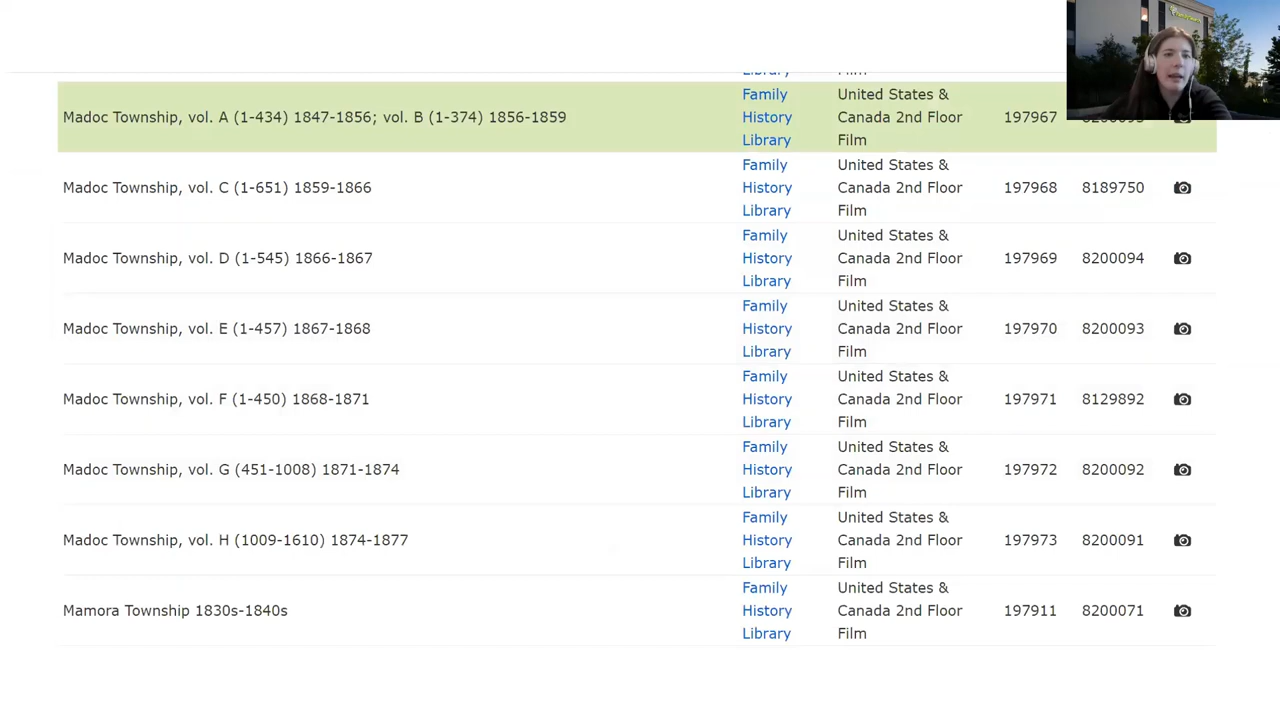 Library Film
Family United States &
Madoc Township, vol. A (1-434) 1847-1856; vol. B (1-374) 1856-1859 History Canada 2nd Floor 197967
Library Film
Family United States &
Madoc Township, vol. C (1-651) 1859-1866 History Canada 2nd Floor 197968 8189750
Library Film
Family United States &
Madoc Township, vol. D (1-545) 1866-1867 History Canada 2nd Floor 197969 8200094
Library Film
Family United States &
Madoc Township, vol. E (1-457) 1867-1868 History Canada 2nd Floor 197970 8200093
Library Film
Family United States &
Madoc Township, vol. F (1-450) 1868-1871 History Canada 2nd Floor 197971 8129892
Library Film
Family United States &
Madoc Township, vol. G (451-1008) 1871-1874 History Canada 2nd Floor 197972 8200092
Library Film
Family United States &
Madoc Township, vol. H (1009-1610) 1874-1877 History Canada 2nd Floor 197973 8200091
Library Film
Family United States &
Mamora Township 1830s-1840s History Canada 2nd Floor 197911 8200071
Library Film